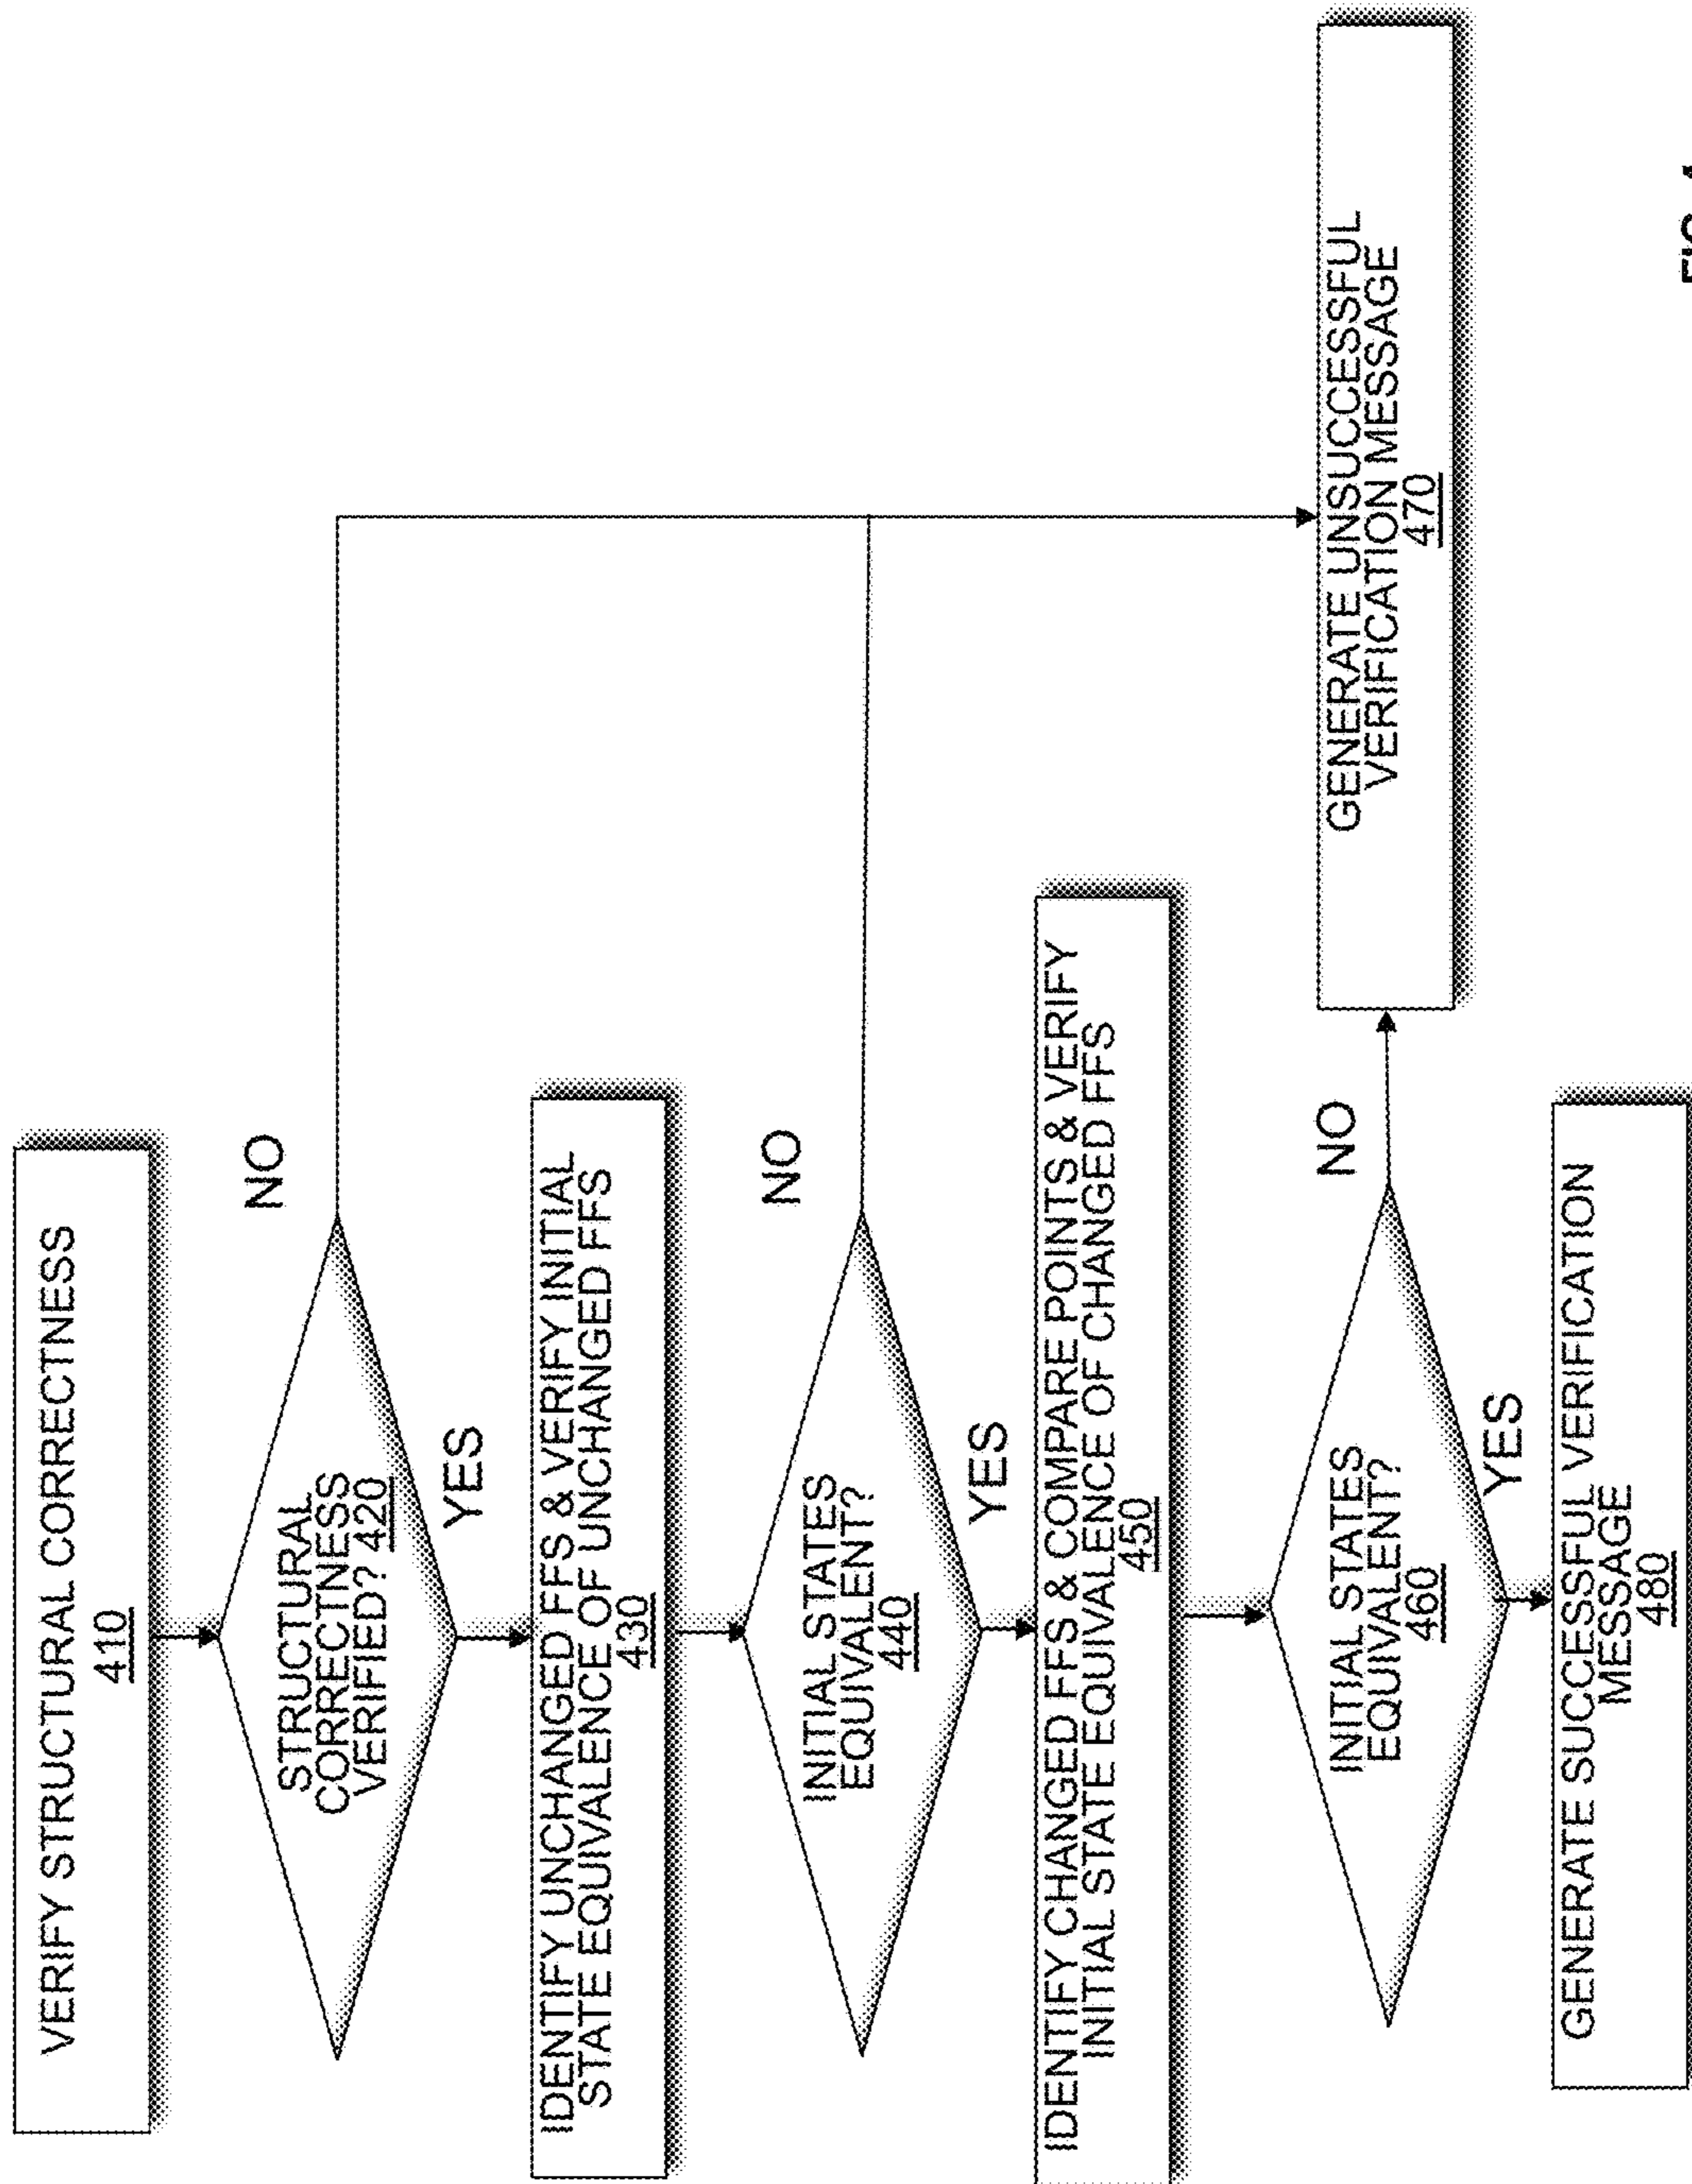 VERIFY STRUCTURAL CORRECTNESS
410
STRUCTURAL
CORRECTNESS
VERIFIED? 420
NO
YES
IDENTIFY UNCHANGED FFS & VERIFY INITIAL
STATE EQUIVALENCE OF UNCHANGED FFS
430
INITIAL STATES
EQUIVALENT?
440
NO
YES
IDENTIFY CHANGED FFS & COMPARE POINTS & VERIFY
INITIAL STATE EQUIVALENCE OF CHANGED FFS
450
INITIAL STATES
EQUIVALENT?
460
NO
YES
GENERATE UNSUCCESSFUL
VERIFICATION MESSAGE
470
GENERATE SUCCESSFUL VERIFICATION
MESSAGE
480